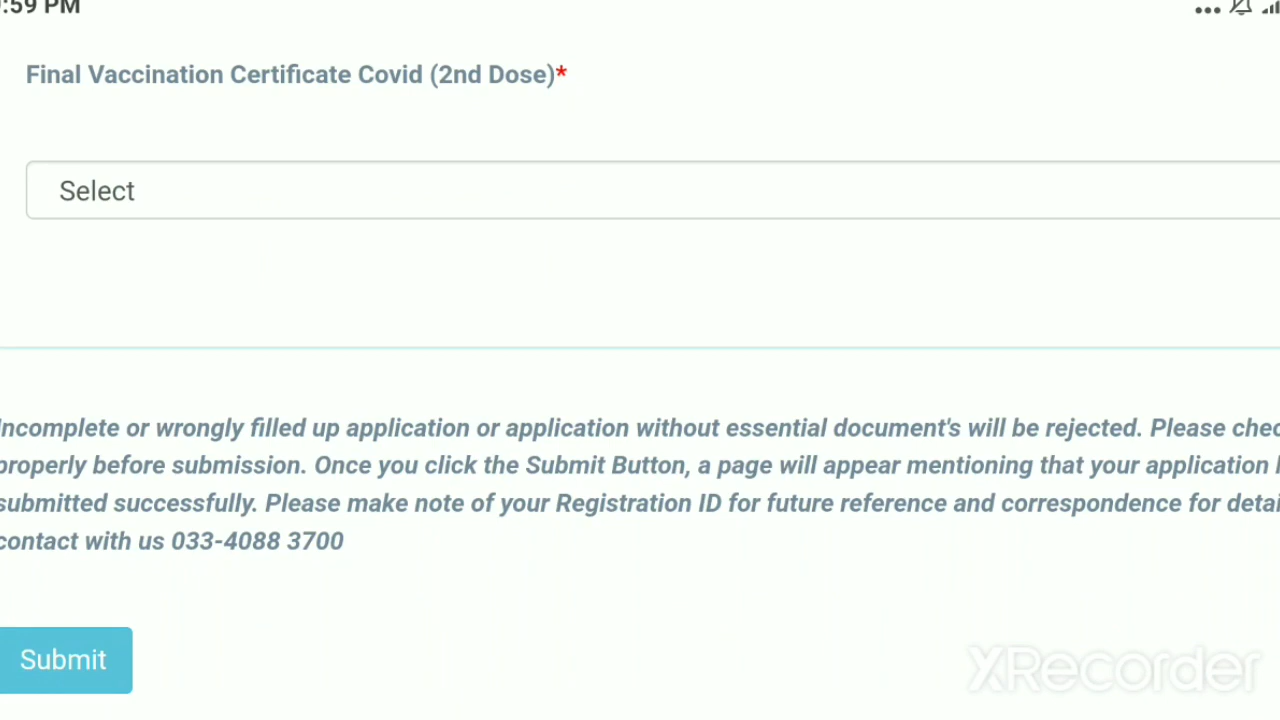 :59 PM
Final Vaccination Certificate Covid (2nd Dose)*
Select
Incomplete or wrongly filled up application or application without essential document's will be rejected. Please chec
properly before submission. Once you click the Submit Button, a page will appear mentioning that your application
submitted successfully. Please make note of your Registration ID for future reference and correspondence for detai
contact with us 033-4088 3700
Submit
XRecorder